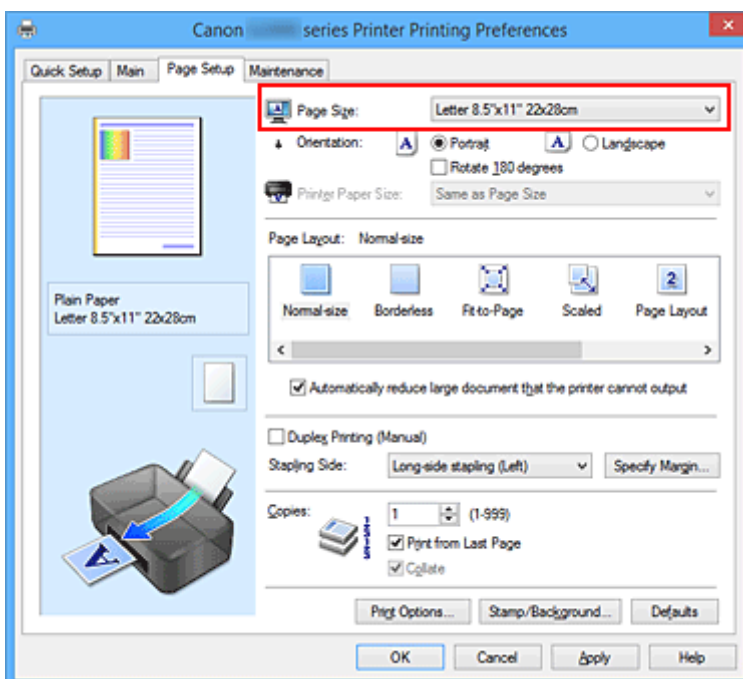 Canon series Printer Printing Preferences
Quick Setup Main Page Setup Maintenance
Page Size: Letter 8.5"x11" 22x28cm
Orientation: A Portrait A Landscape
Rotate 180 degrees
Printer Paper Size: Same as Page Size
Page Layout: Normal-size
2
Normal-size Borderless Fit-to-Page Scaled Page Layout
Plain Paper
Letter 8.5"x11" 22x28cm
Automatically reduce large document that the printer cannot output
Duplex Printing (Manual)
Stapling Side: Long-side stapling (Left) Specify Margin...
Copies: 1 (1-999)
Print from Last Page
Collate
A
Print Options... Stamp/Background... Defaults
OK Cancel Apply Help